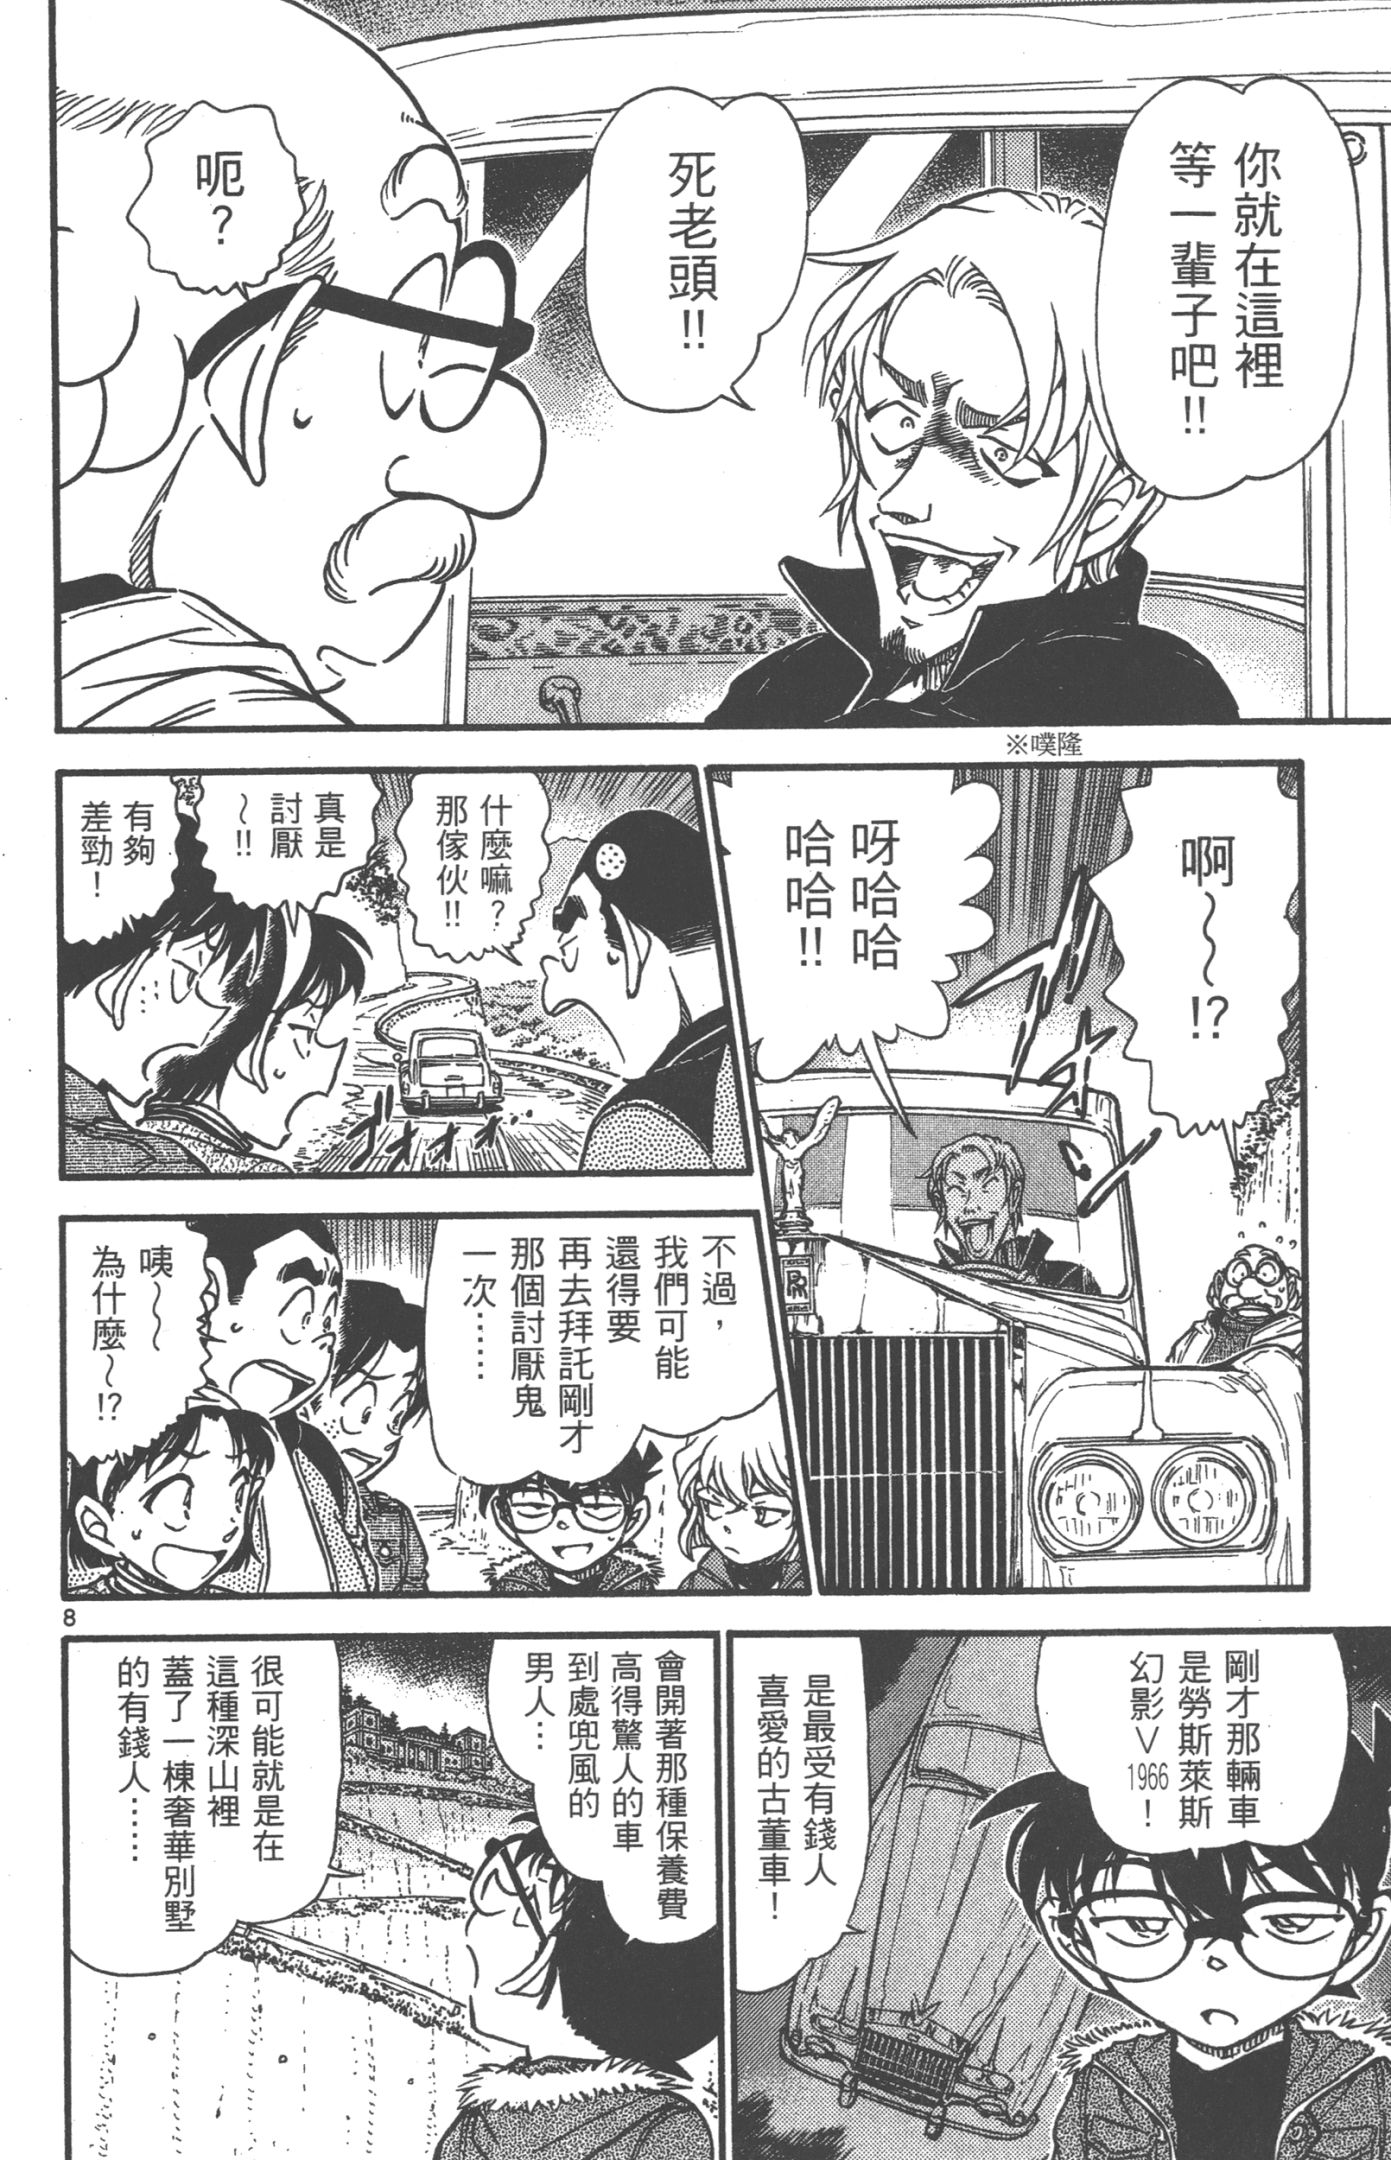 你就在這裡
等一輩子吧!!
死老頭!!
呃?
※噗隆
啊～～!?
呀哈哈
哈哈!!
什麼嘛?
那傢伙!!
真是
討厭
～!!
有夠
差勁!
不過,
我們可能
還得要
再去拜託剛才
那個討厭鬼
一次……
咦～～
為什麼～!?
8
剛才那輛車
是勞斯萊斯
幻影V
1966!
是最受有錢人
喜愛的古董車!
會開著那種保養費
高得驚人的車
到處兜風的
男人…
很可能就是在
這種深山裡
蓋了一棟奢華別墅
的有錢人……